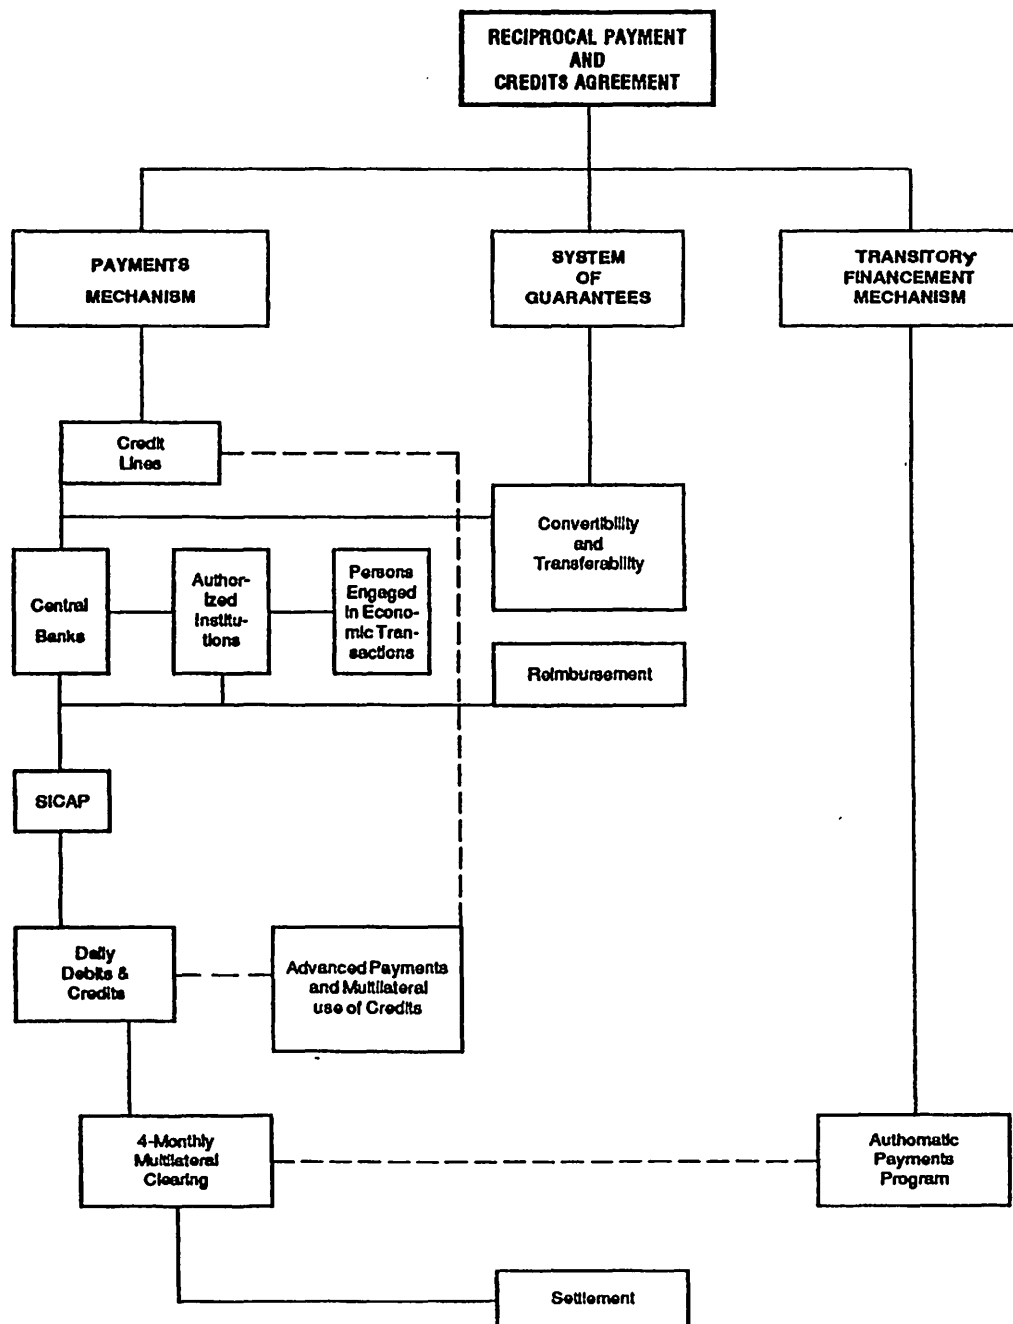 RECIPROCAL PAYMENT
AND
CREDITS AGREEMENT
PAYMENTS
MECHANISM
SYSTEM
OF
GUARANTEES
TRANSITORY
FINANCEMENT
MECHANISM
Credit
Lines
Convertibility
and
Transferability
Central
Banks
Author-
ized
Institu-
tions
Persons
Engaged
in Econo-
mic Tran-
sactions
Reimbursement
SICAP
Daily
Debits &
Credits
Advanced Payments
and Multilateral
use of Credits
4-Monthly
Multilateral
Clearing
Authomatic
Payments
Program
Settlement